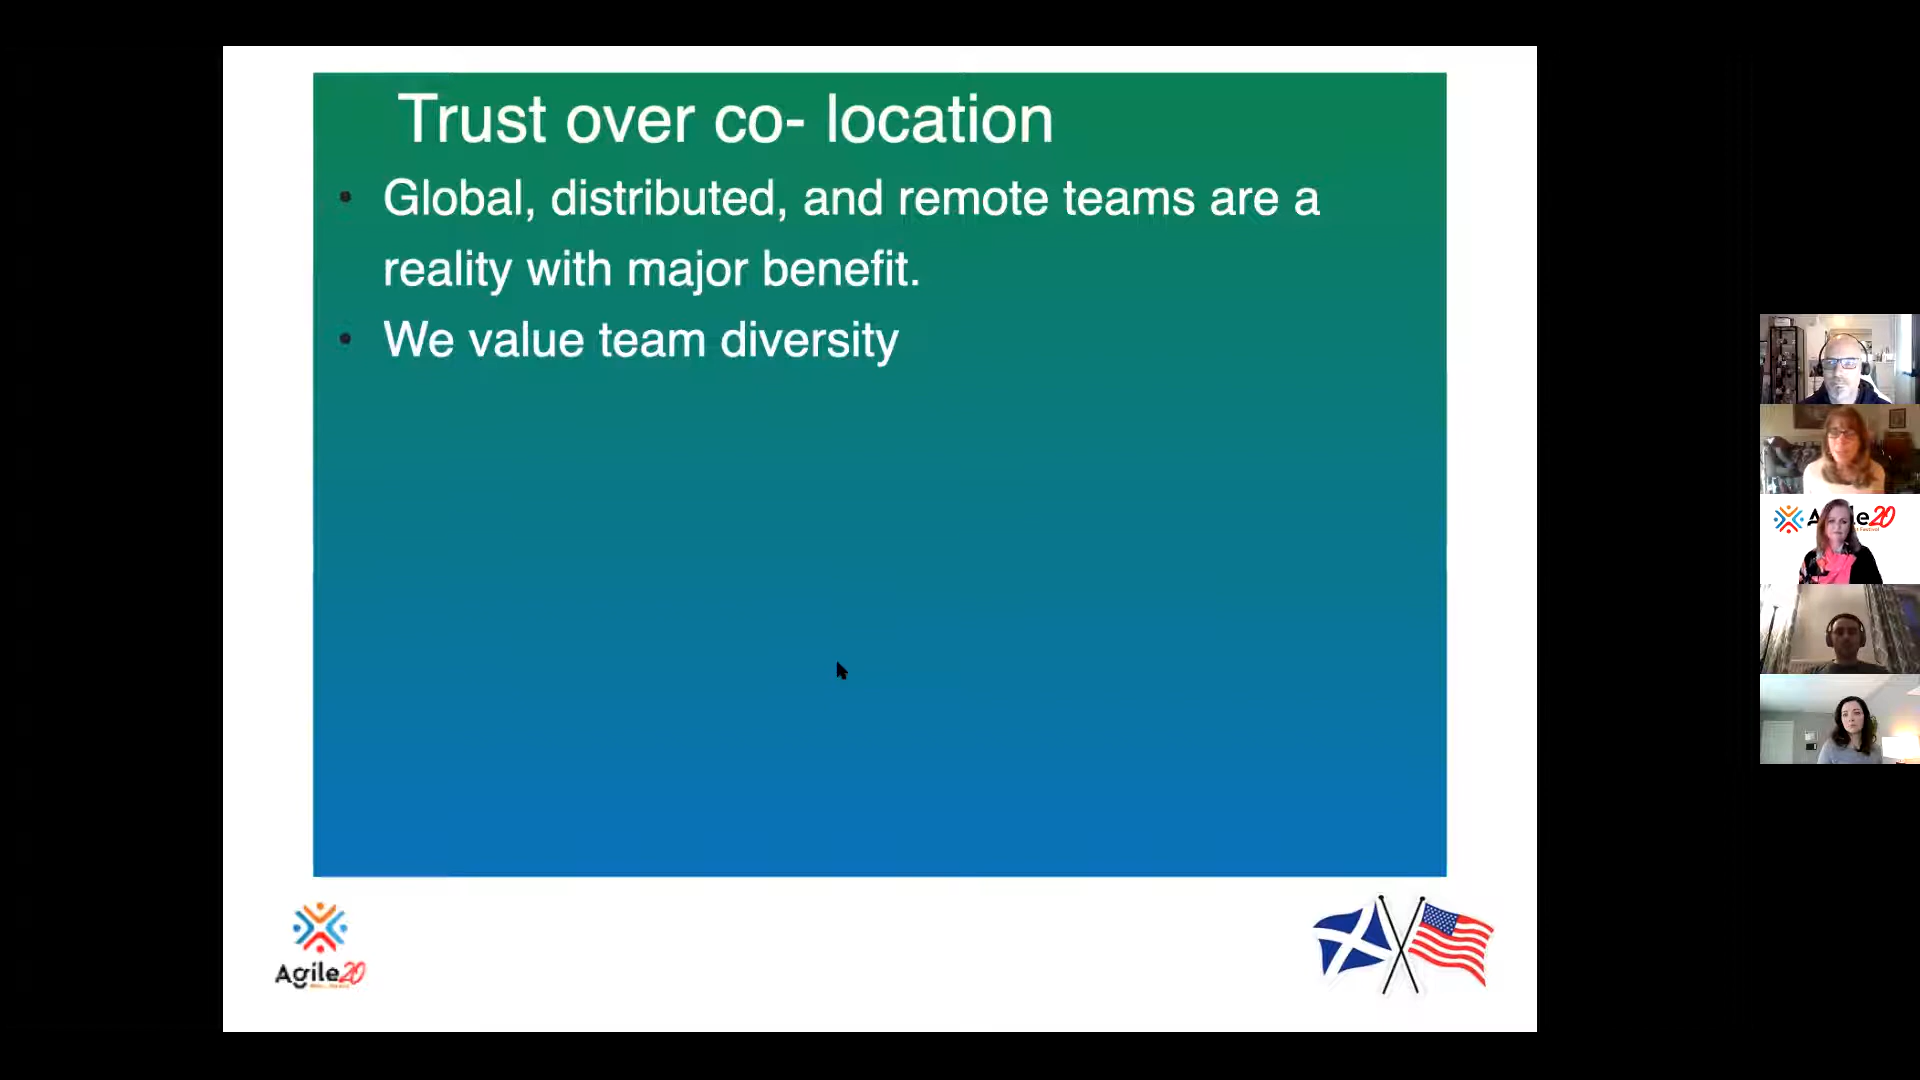 Trust over co- location
• Global, distributed, and remote teams are a
reality with major benefit.
• We value team diversity
Agile20
Agile20